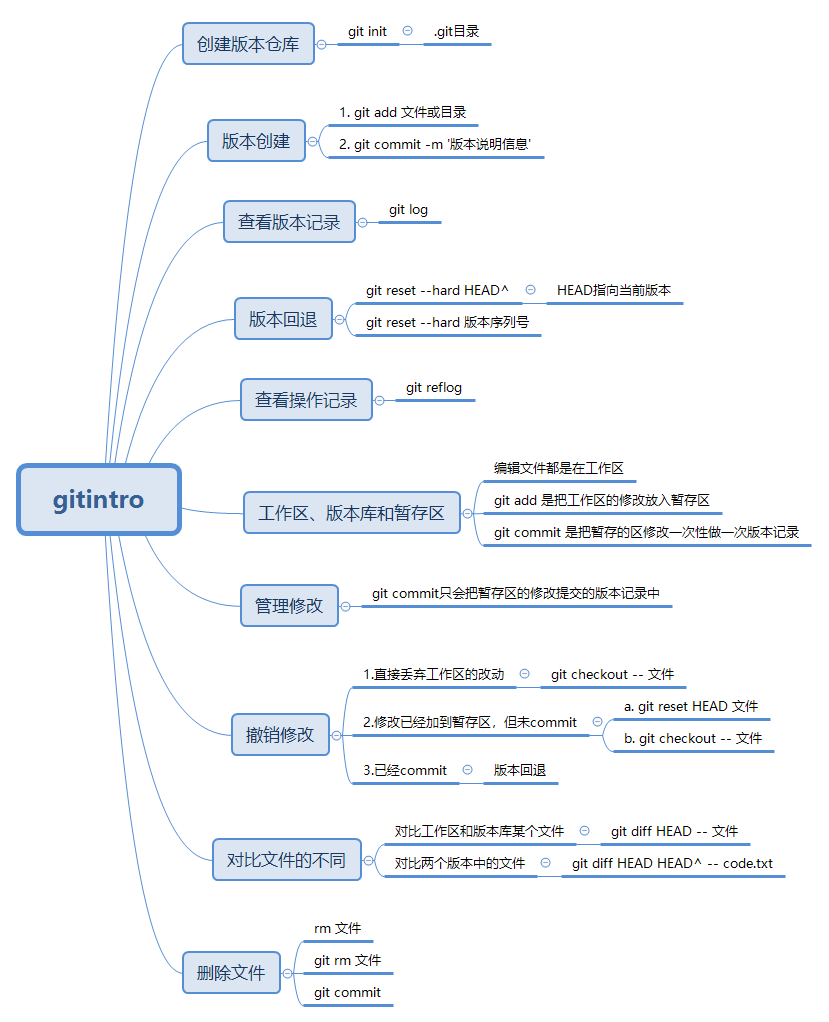 gitintro
创建版本仓库
git init
.git目录
版本创建
1. git add 文件或目录
2. git commit -m '版本说明信息'
查看版本记录
git log
版本回退
git reset --hard HEAD^
HEAD指向当前版本
git reset --hard 版本序列号
查看操作记录
git reflog
工作区、版本库和暂存区
编辑文件都是在工作区
git add 是把工作区的修改放入暂存区
git commit 是把暂存的区修改一次性做一次版本记录
管理修改
git commit只会把暂存区的修改提交的版本记录中
撤销修改
1.直接丢弃工作区的改动
git checkout -- 文件
2.修改已经加到暂存区，但未commit
a. git reset HEAD 文件
b. git checkout -- 文件
3.已经commit
版本回退
对比文件的不同
对比工作区和版本库某个文件
git diff HEAD -- 文件
对比两个版本中的文件
git diff HEAD HEAD^ -- code.txt
删除文件
rm 文件
git rm 文件
git commit